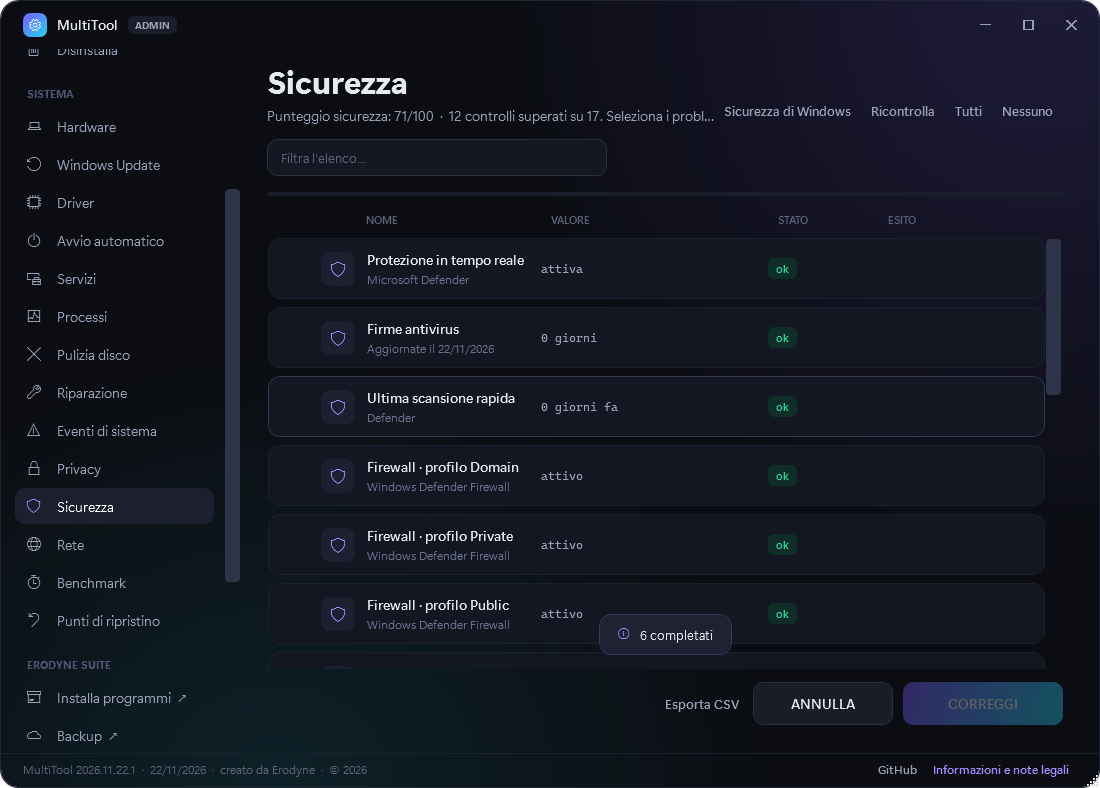 MultiTool ADMIN
Disinstalla
SISTEMA
Hardware
Windows Update
Driver
Avvio automatico
Servizi
Processi
Pulizia disco
Riparazione
Eventi di sistema
Privacy
Sicurezza
Rete
Benchmark
Punti di ripristino
ERODYNE SUITE
Installa programmi ↗
Backup ↗
Sicurezza
Punteggio sicurezza: 71/100 · 12 controlli superati su 17. Seleziona i probl...
Sicurezza di Windows Ricontrolla Tutti Nessuno
Filtra l'elenco...
NOME VALORE STATO ESITO
Protezione in tempo reale
Microsoft Defender
attiva ok
Firme antivirus
Aggiornate il 22/11/2026
0 giorni ok
Ultima scansione rapida
Defender
0 giorni fa ok
Firewall · profilo Domain
Windows Defender Firewall
attivo ok
Firewall · profilo Private
Windows Defender Firewall
attivo ok
Firewall · profilo Public
Windows Defender Firewall
attivo ok
6 completati
Esporta CSV ANNULLA CORREGGI
MultiTool 2026.11.22.1 · 22/11/2026 · creato da Erodyne · © 2026
GitHub Informazioni e note legali